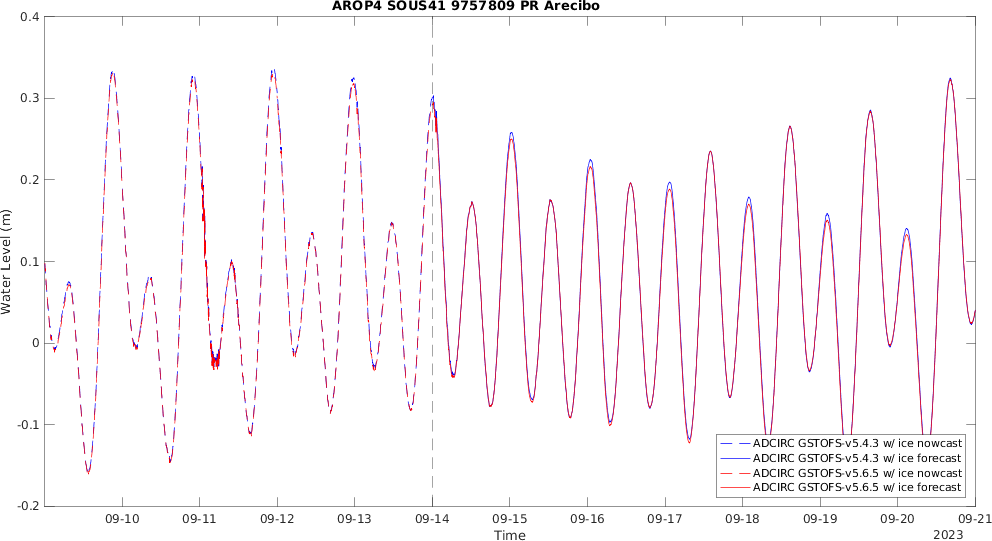 AROP4 SOUS41 9757809 PR Arecibo
0.4
0.3
0.2
0.1
0
-0.1
-0.2
Water Level (m)
ADCIRC GSTOFS-v5.4.3 w/ ice nowcast
ADCIRC GSTOFS-v5.4.3 w/ ice forecast
ADCIRC GSTOFS-v5.6.5 w/ ice nowcast
ADCIRC GSTOFS-v5.6.5 w/ ice forecast
09-10 09-11 09-12 09-13 09-14 09-15 09-16 09-17 09-18 09-19 09-20 09-21
Time 2023